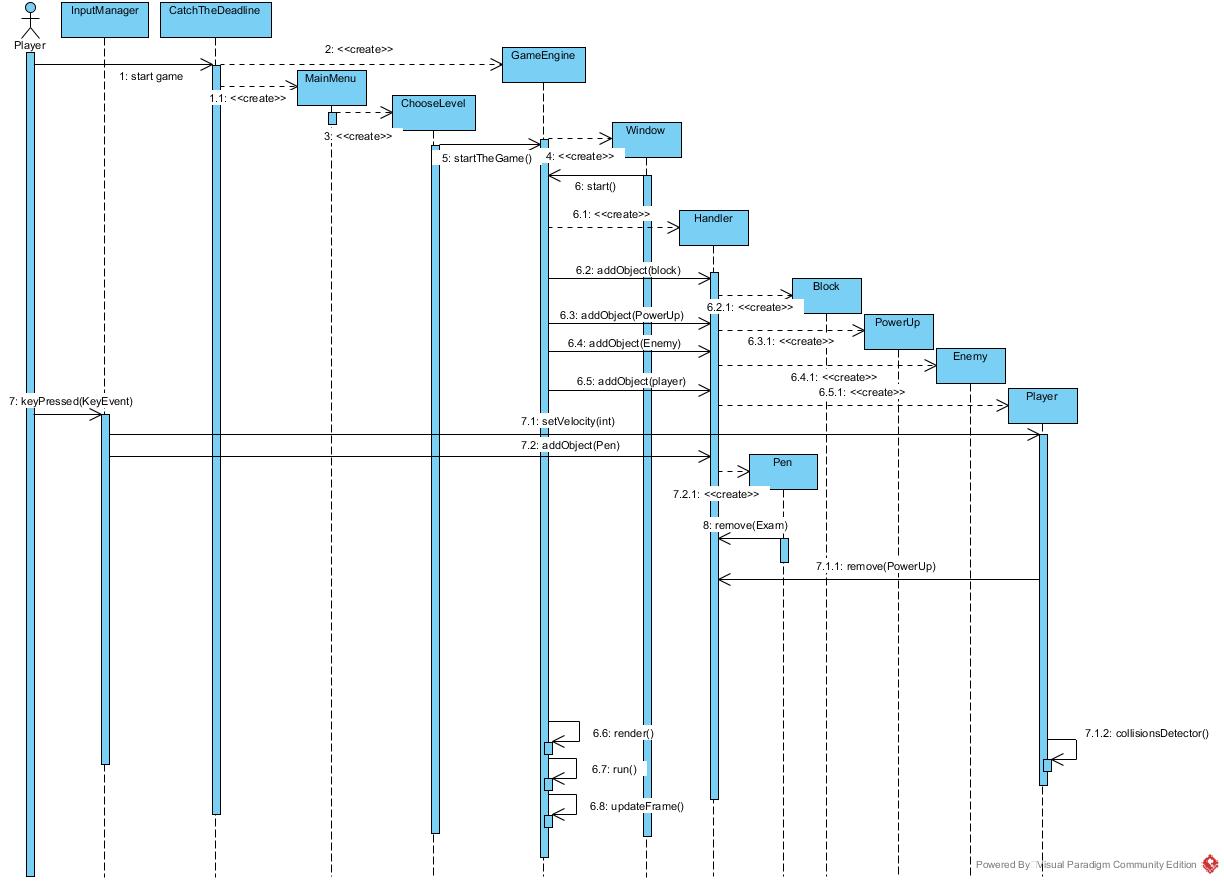 InputManager
CatchTheDeadline
Player
2: <<create>>
GameEngine
1: start game
MainMenu
1.1: <<create>>
ChooseLevel
3: <<create>>
Window
5: startTheGame()
4: <<create>>
6: start()
6.1: <<create>>
Handler
6.2: addObject(block)
Block
6.2.1: <<create>>
6.3: addObject(PowerUp)
PowerUp
6.4: addObject(Enemy)
6.3.1: <<create>>
Enemy
6.5: addObject(player)
6.4.1: <<create>>
6.5.1: <<create>>
Player
7: keyPressed(KeyEvent)
7.1: setVelocity(int)
7.2: addObject(Pen)
Pen
7.2.1: <<create>>
8: remove(Exam)
7.1.1: remove(PowerUp)
6.6: render()
7.1.2: collisionsDetector()
6.7: run()
6.8: updateFrame()
Powered By Visual Paradigm Community Edition